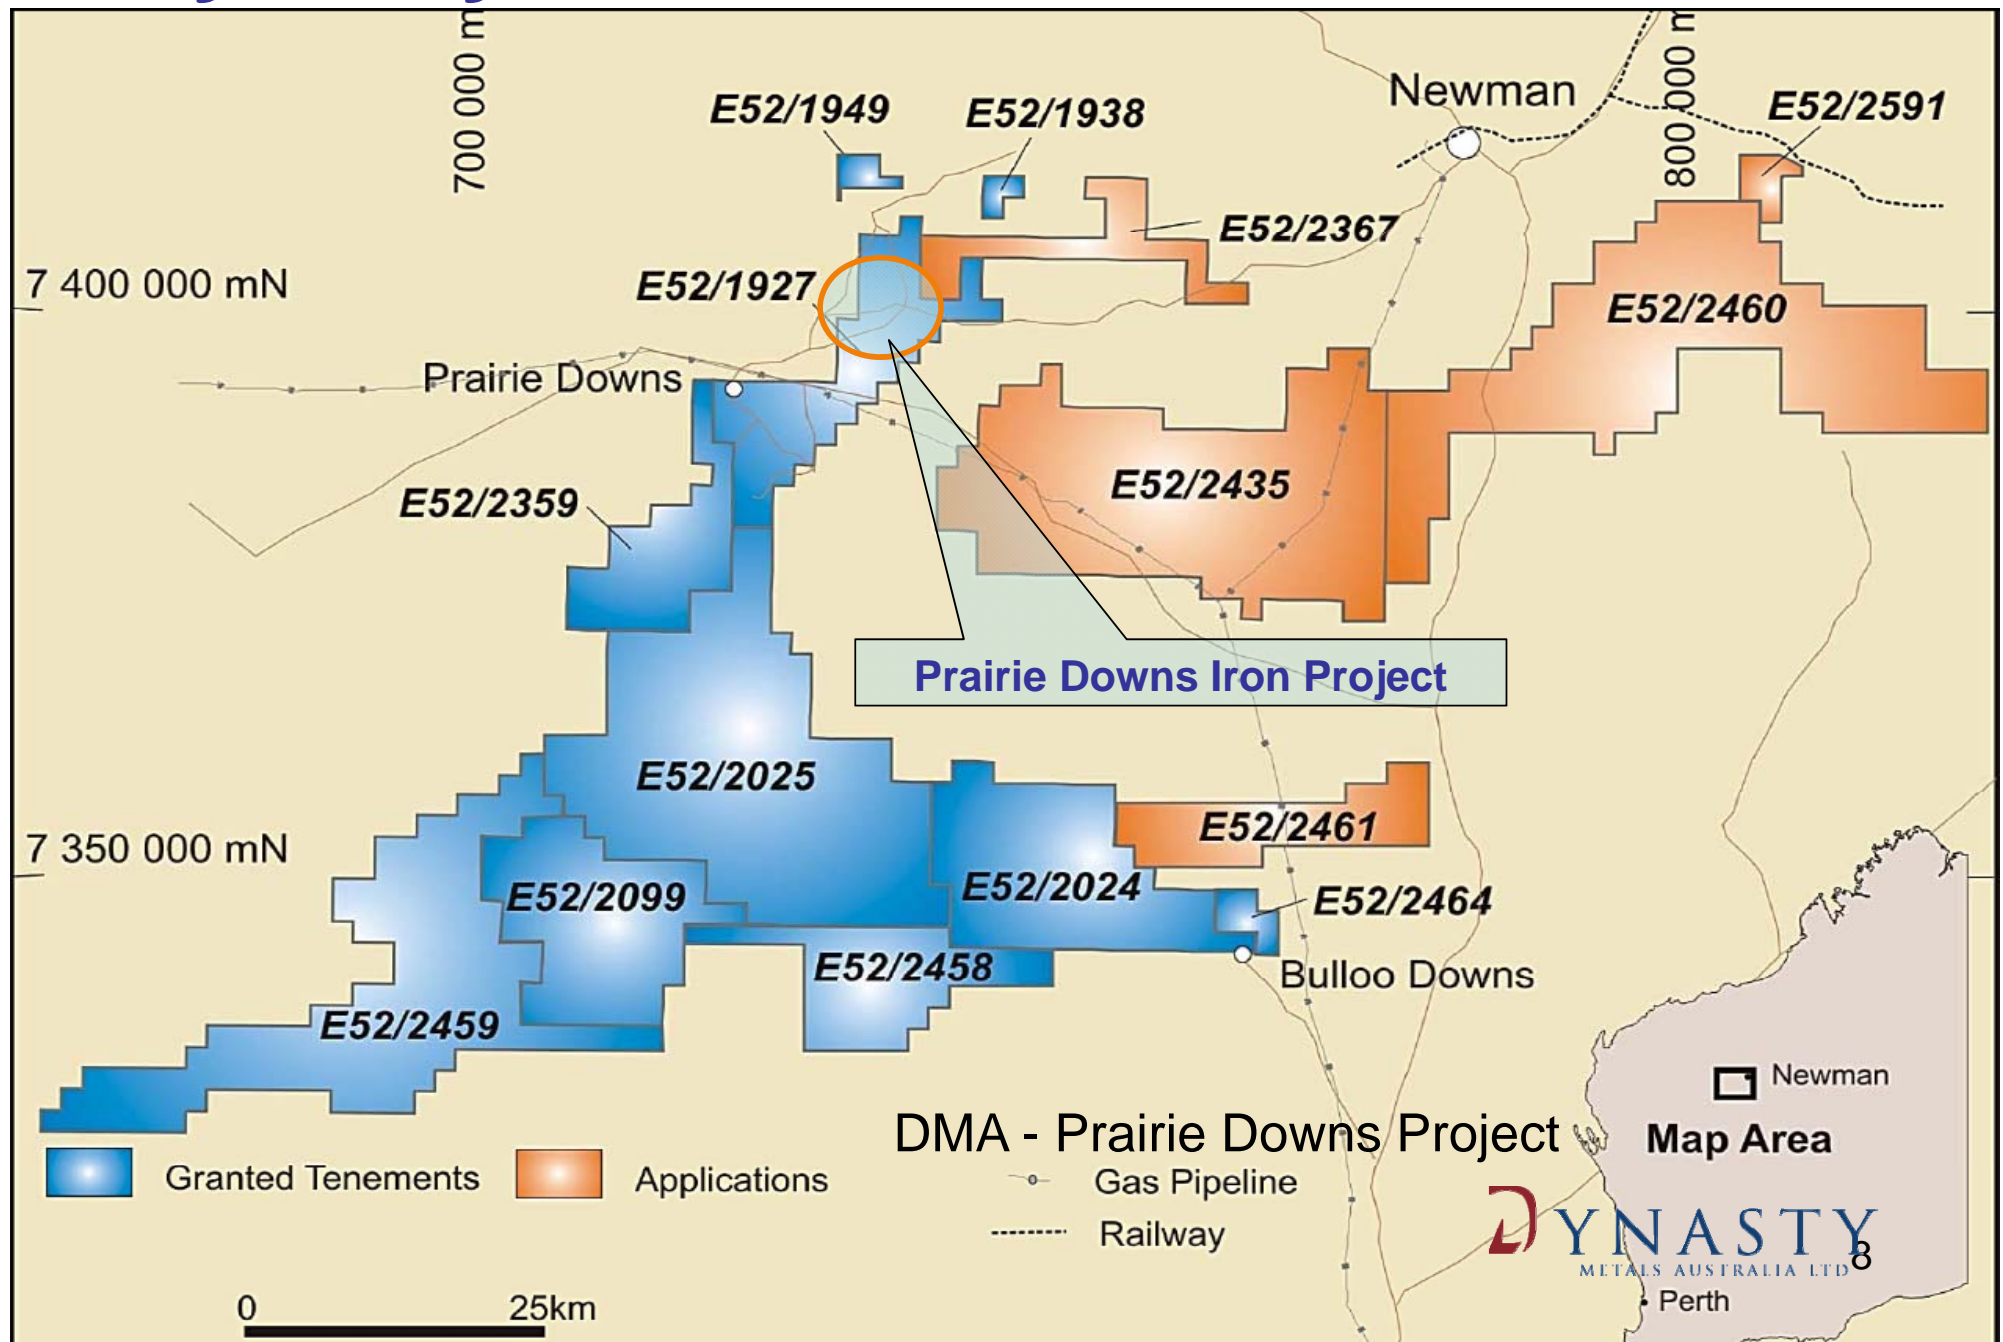 700 000 m
800 000 m
Newman
E52/1949
E52/1938
E52/2591
E52/2367
7 400 000 mN
E52/1927
E52/2460
Prairie Downs
E52/2435
E52/2359
Prairie Downs Iron Project
E52/2025
E52/2461
7 350 000 mN
E52/2099
E52/2024
E52/2464
E52/2458
Bulloo Downs
E52/2459
Newman
Map Area
DMA - Prairie Downs Project
Granted Tenements
Applications
Gas Pipeline
Railway
DYNASTY
METALS AUSTRALIA LTD
8
0 25km
Perth